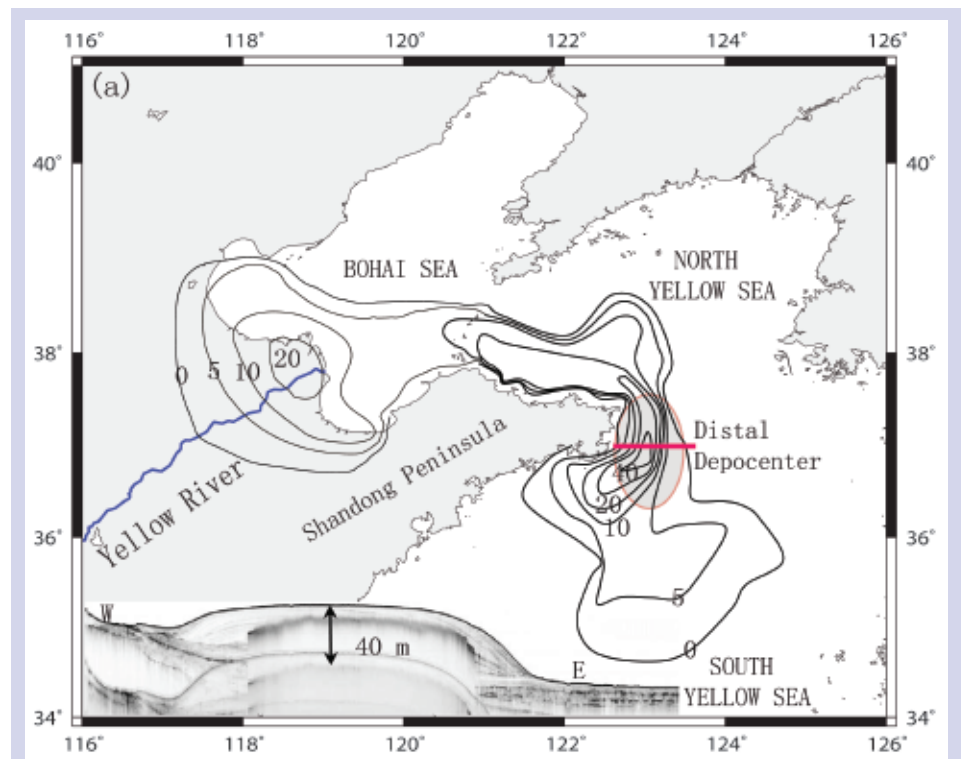 116° 118° 120° 122° 124° 126°
(a)
40° 40°
BOHAI SEA
NORTH
YELLOW SEA
38° 38°
0 5 10 20
Distal
Depocenter
Yellow River
Shandong Peninsula
40
20
10
36° 36°
5
0
W
40 m
E
SOUTH
YELLOW SEA
34° 34°
116° 118° 120° 122° 124° 126°